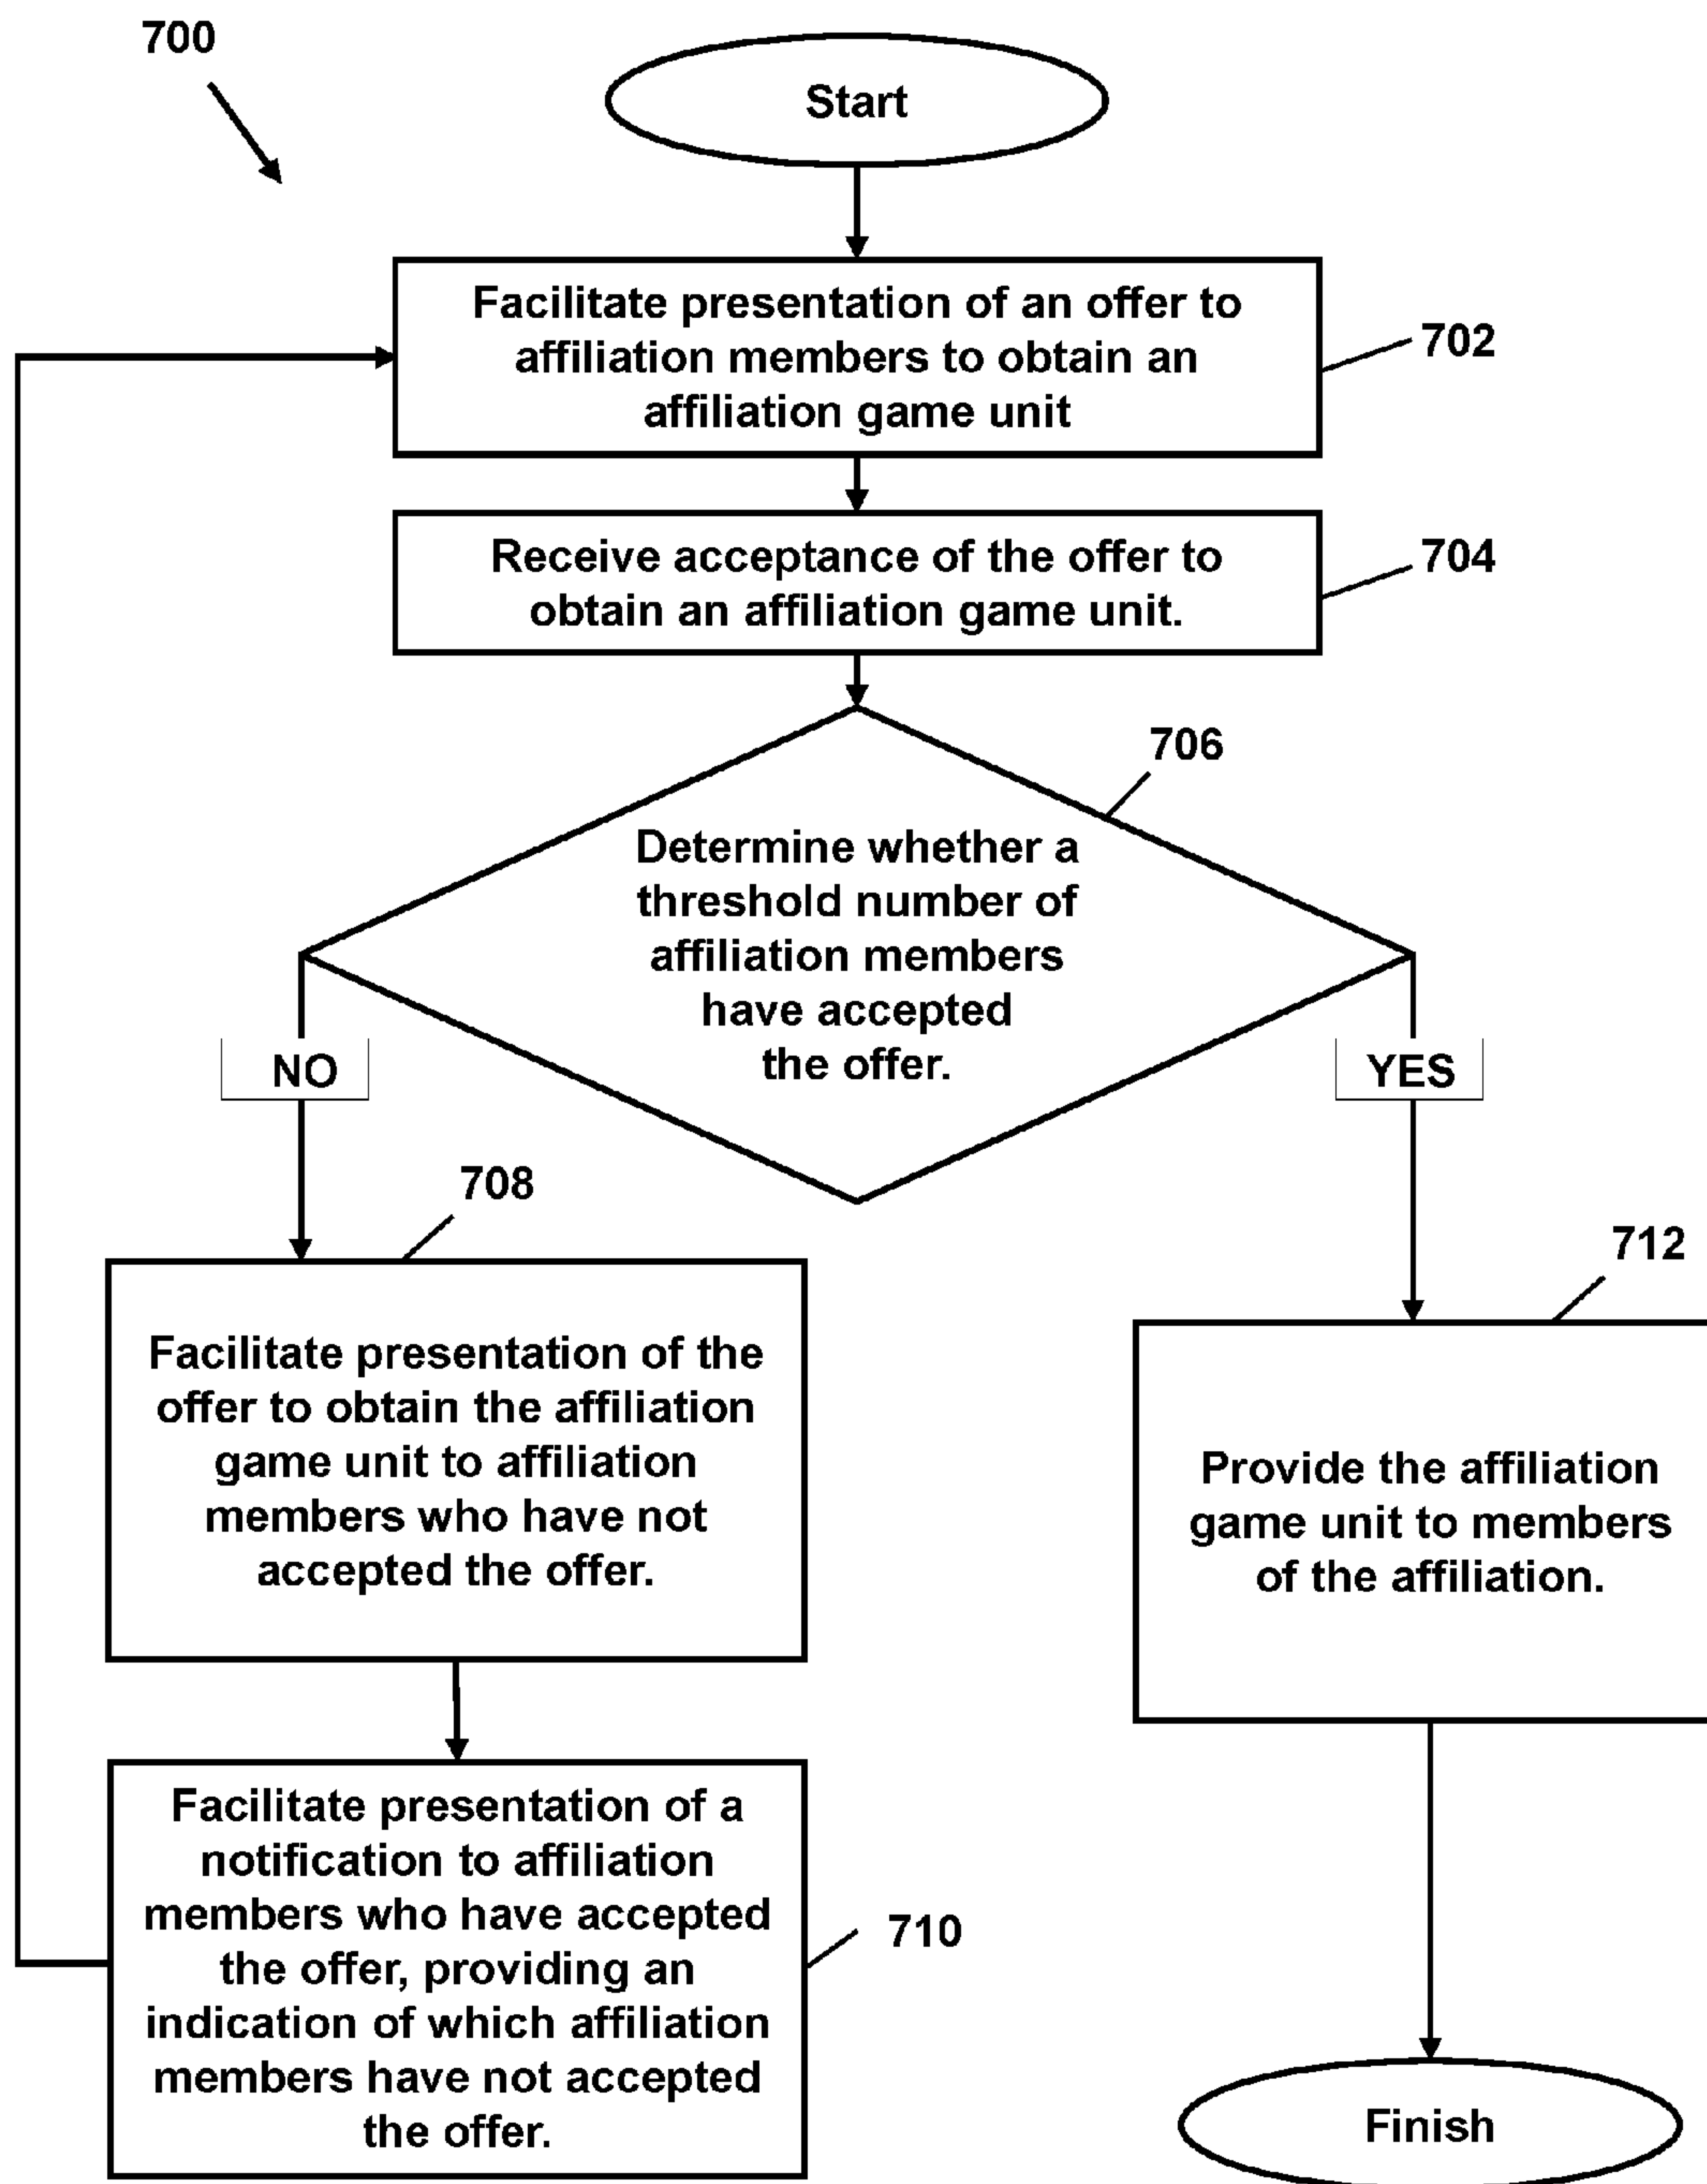 700
Start
Facilitate presentation of an offer to
affiliation members to obtain an
affiliation game unit
702
Receive acceptance of the offer to
obtain an affiliation game unit.
704
706
Determine whether a
threshold number of
affiliation members
have accepted
the offer.
NO
YES
708
Facilitate presentation of the
offer to obtain the affiliation
game unit to affiliation
members who have not
accepted the offer.
712
Provide the affiliation
game unit to members
of the affiliation.
Facilitate presentation of a
notification to affiliation
members who have accepted
the offer, providing an
indication of which affiliation
members have not accepted
the offer.
710
Finish